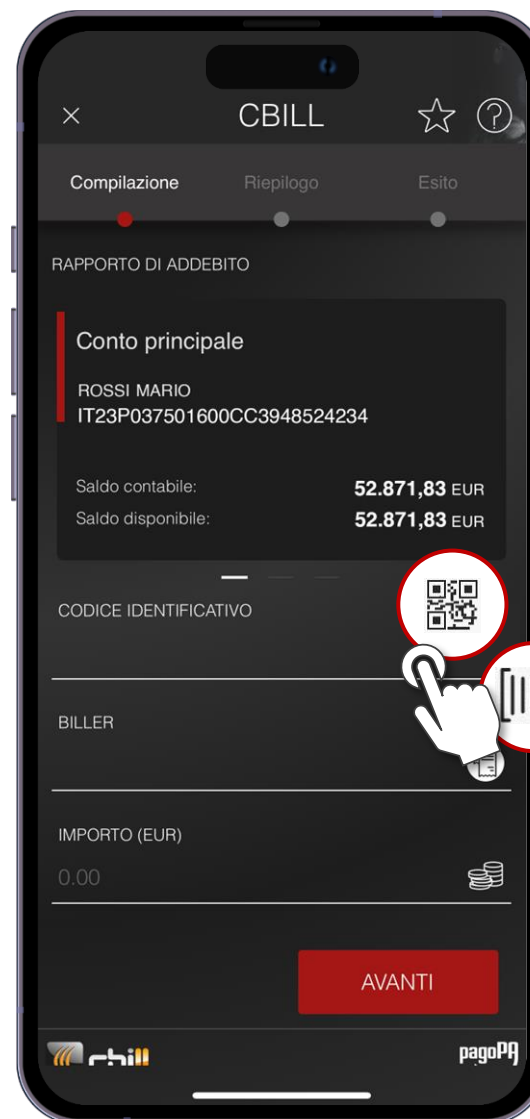 CBILL
Compilazione Riepilogo Esito
RAPPORTO DI ADDEBITO
Conto principale
ROSSI MARIO
IT23P037501600CC3948524234
Saldo contabile: 52.871,83 EUR
Saldo disponibile: 52.871,83 EUR
CODICE IDENTIFICATIVO
BILLER
IMPORTO (EUR)
0.00
AVANTI
cbill pagoPA